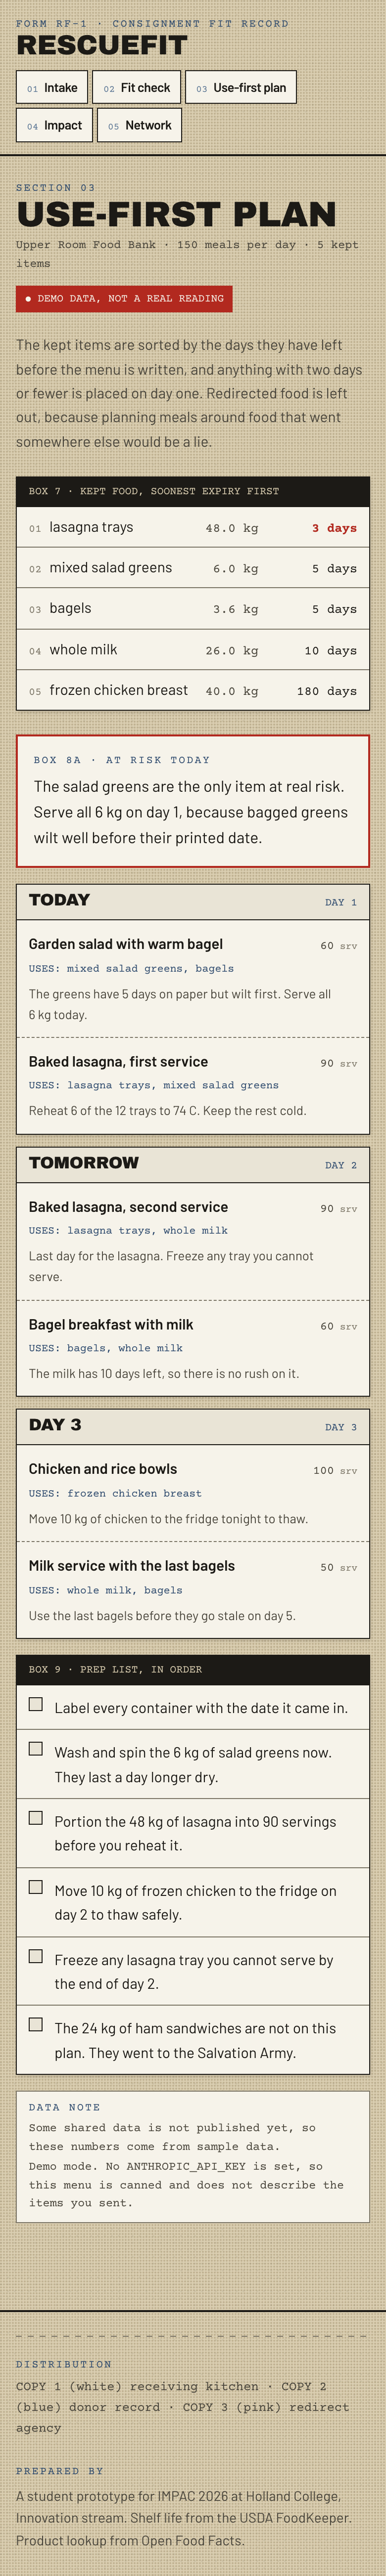 FORM RF-1 · CONSIGNMENT FIT RECORD
RESCUEFIT
01 Intake
02 Fit check
03 Use-first plan
04 Impact
05 Network
SECTION 03
USE-FIRST PLAN
Upper Room Food Bank · 150 meals per day · 5 kept
items
● DEMO DATA, NOT A REAL READING
The kept items are sorted by the days they have left
before the menu is written, and anything with two days
or fewer is placed on day one. Redirected food is left
out, because planning meals around food that went
somewhere else would be a lie.
BOX 7 · KEPT FOOD, SOONEST EXPIRY FIRST
01 lasagna trays 48.0 kg 3 days
02 mixed salad greens 6.0 kg 5 days
03 bagels 3.6 kg 5 days
04 whole milk 26.0 kg 10 days
05 frozen chicken breast 40.0 kg 180 days
BOX 8A · AT RISK TODAY
The salad greens are the only item at real risk.
Serve all 6 kg on day 1, because bagged greens
wilt well before their printed date.
TODAY DAY 1
Garden salad with warm bagel 60 srv
USES: mixed salad greens, bagels
The greens have 5 days on paper but wilt first. Serve all
6 kg today.
Baked lasagna, first service 90 srv
USES: lasagna trays, mixed salad greens
Reheat 6 of the 12 trays to 74 C. Keep the rest cold.
TOMORROW DAY 2
Baked lasagna, second service 90 srv
USES: lasagna trays, whole milk
Last day for the lasagna. Freeze any tray you cannot
serve.
Bagel breakfast with milk 60 srv
USES: bagels, whole milk
The milk has 10 days left, so there is no rush on it.
DAY 3 DAY 3
Chicken and rice bowls 100 srv
USES: frozen chicken breast
Move 10 kg of chicken to the fridge tonight to thaw.
Milk service with the last bagels 50 srv
USES: whole milk, bagels
Use the last bagels before they go stale on day 5.
BOX 9 · PREP LIST, IN ORDER
Label every container with the date it came in.
Wash and spin the 6 kg of salad greens now.
They last a day longer dry.
Portion the 48 kg of lasagna into 90 servings
before you reheat it.
Move 10 kg of frozen chicken to the fridge on
day 2 to thaw safely.
Freeze any lasagna tray you cannot serve by
the end of day 2.
The 24 kg of ham sandwiches are not on this
plan. They went to the Salvation Army.
DATA NOTE
Some shared data is not published yet, so
these numbers come from sample data.
Demo mode. No ANTHROPIC_API_KEY is set, so
this menu is canned and does not describe the
items you sent.
DISTRIBUTION
COPY 1 (white) receiving kitchen · COPY 2
(blue) donor record · COPY 3 (pink) redirect
agency
PREPARED BY
A student prototype for IMPAC 2026 at Holland College,
Innovation stream. Shelf life from the USDA FoodKeeper.
Product lookup from Open Food Facts.